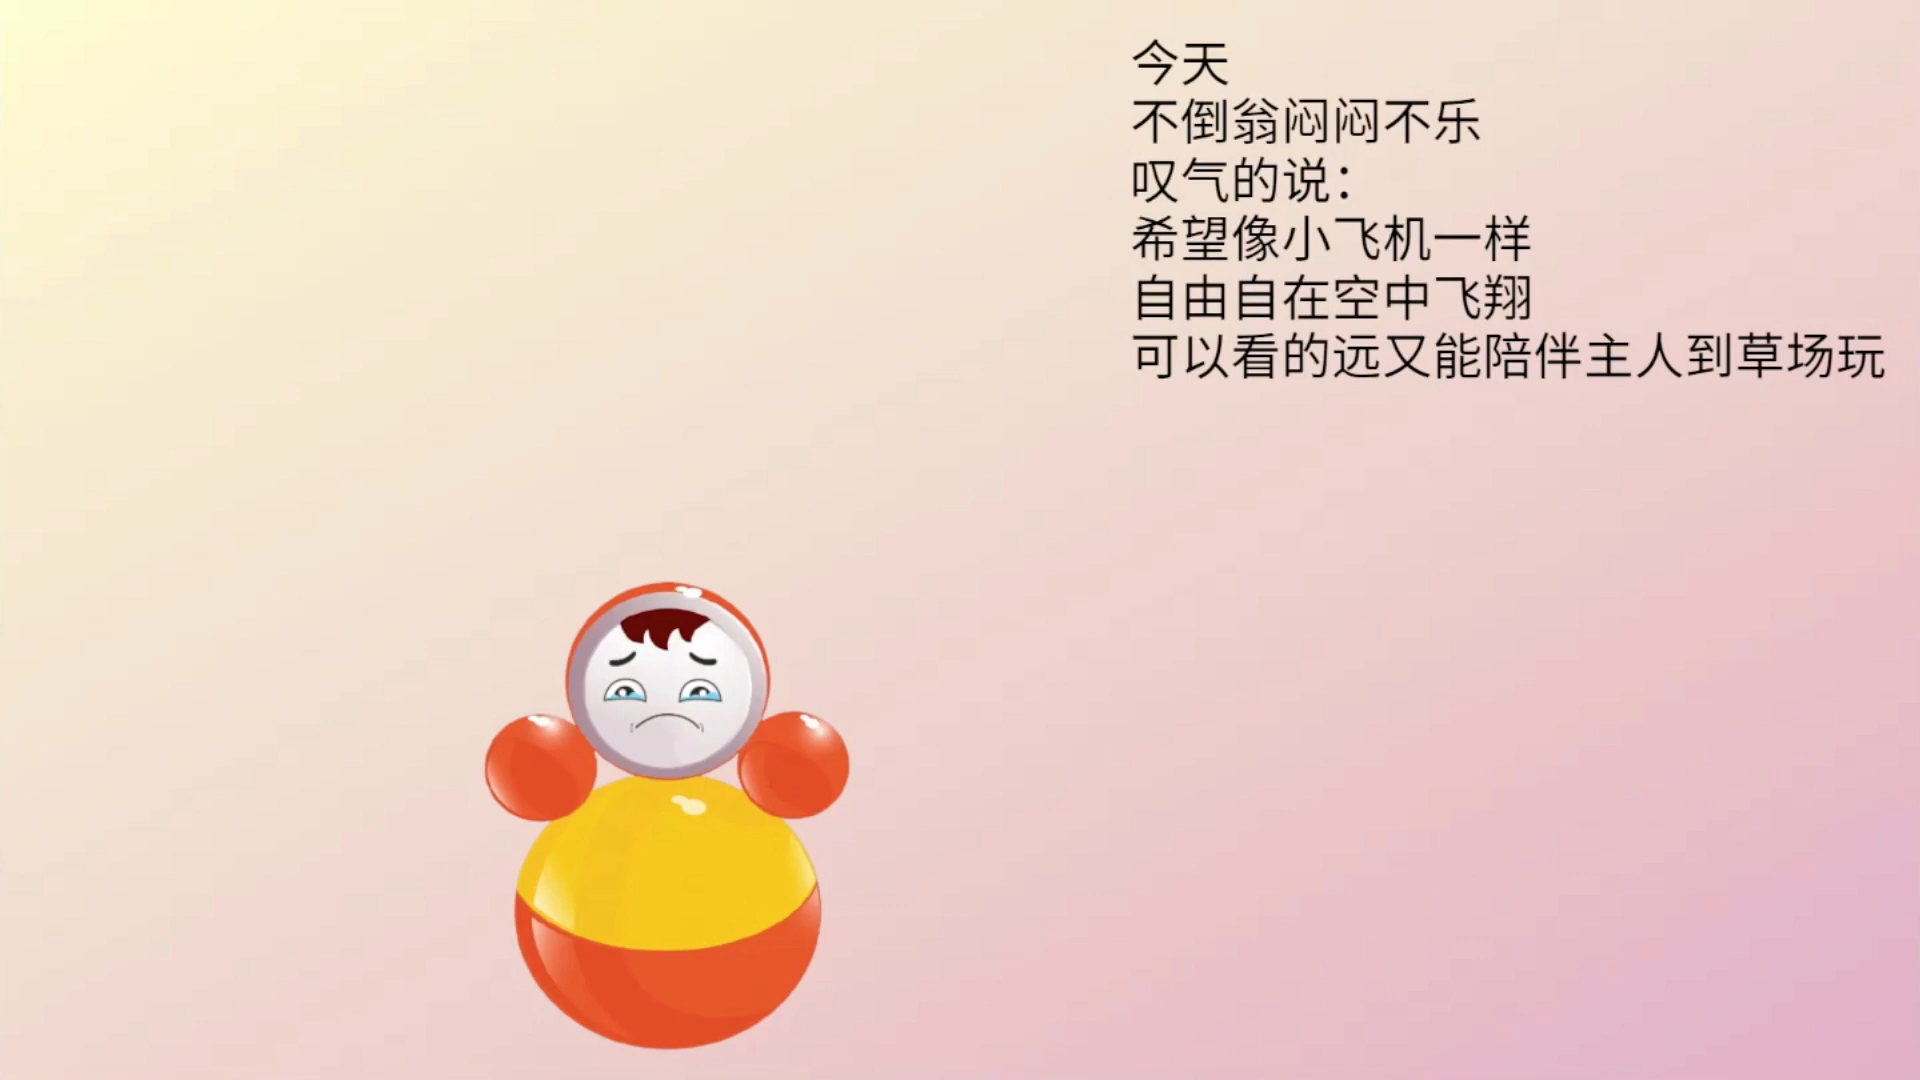 今天
不倒翁闷闷不乐
叹气的说：
希望像小飞机一样
自由自在空中飞翔
可以看的远又能陪伴主人到草场玩